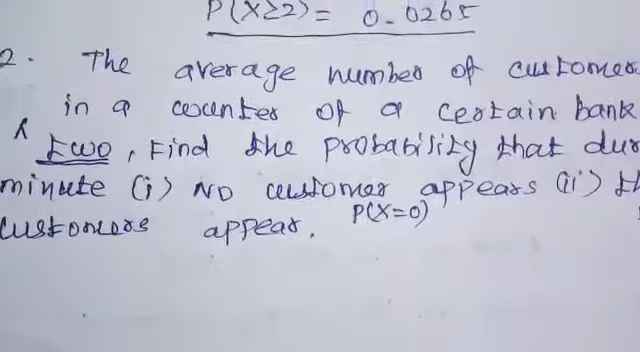 P(X≥2) = 0.0265
2. The average number of customer
in a counter of a certain bank
λ two, Find the probability that dur
minute (i) No customer appears (ii) th
customers appear. P(X=0)